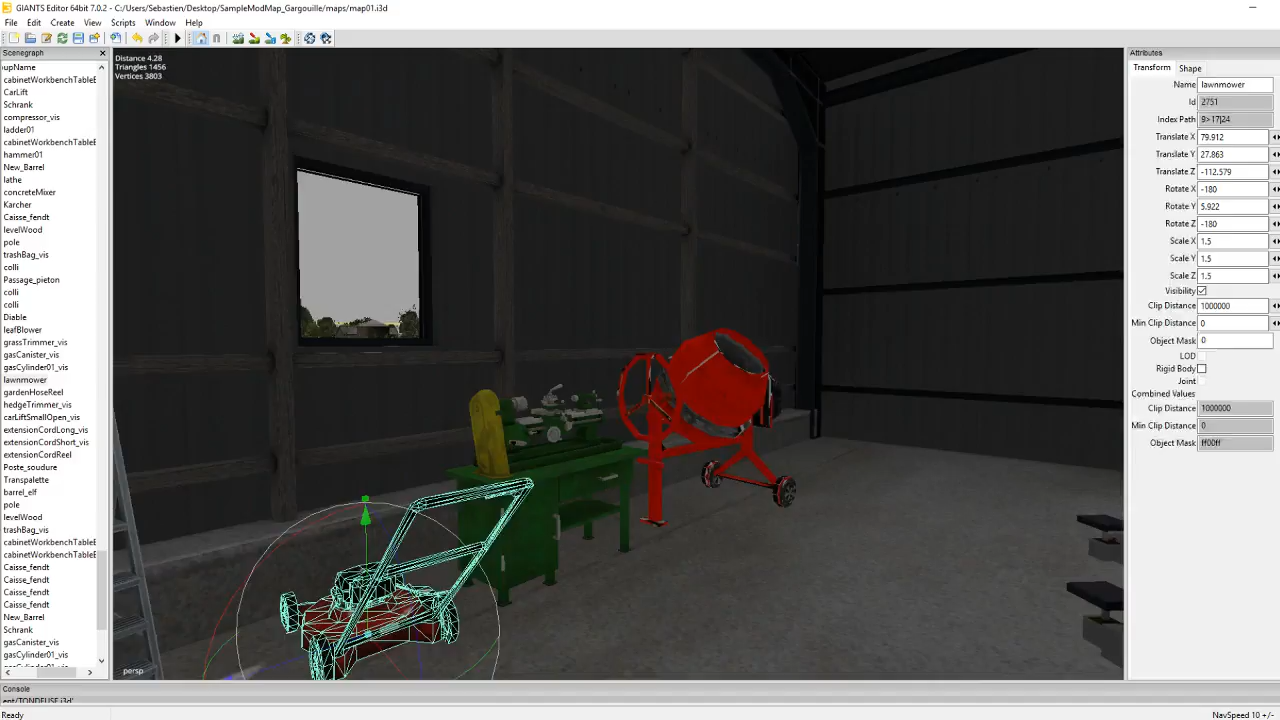 GIANTS Editor 64bit 7.0.2 - C:/Users/Sebastien/Desktop/SampleModMap_Gargouille/maps/map01.i3d
File Edit Create View Scripts Window Help
Scenegraph
upName
cabinetWorkbenchTableE
CarLift
Schrank
compressor_vis
ladder01
cabinetWorkbenchTableE
hammer01
New_Barrel
lathe
concreteMixer
Karcher
Caisse_fendt
levelWood
pole
trashBag_vis
colli
Passage_pieton
colli
colli
Diable
leafBlower
grassTrimmer_vis
gasCanister_vis
gasCylinder01_vis
lawnmower
gardenHoseReel
hedgeTrimmer_vis
carLiftSmallOpen_vis
extensionCordLong_vis
extensionCordShort_vis
extensionCordReel
Poste_soudure
Transpalette
barrel_elf
pole
levelWood
trashBag_vis
cabinetWorkbenchTableE
cabinetWorkbenchTableE
Caisse_fendt
Caisse_fendt
Caisse_fendt
Caisse_fendt
New_Barrel
Schrank
gasCanister_vis
gasCylinder01_vis
Distance 4.28
Triangles 1456
Vertices 3803
persp
Attributes
Transform Shape
Name lawnmower
Id 2751
Index Path 9>17|24
Translate X 79.912
Translate Y 27.863
Translate Z -112.579
Rotate X -180
Rotate Y 5.922
Rotate Z -180
Scale X 1.5
Scale Y 1.5
Scale Z 1.5
Visibility
Clip Distance 1000000
Min Clip Distance 0
Object Mask 0
LOD
Rigid Body
Joint
Combined Values
Clip Distance 1000000
Min Clip Distance 0
Object Mask ff00ff
Console
ent/TONDEUSE.i3d'
Ready
NavSpeed 10 +/-